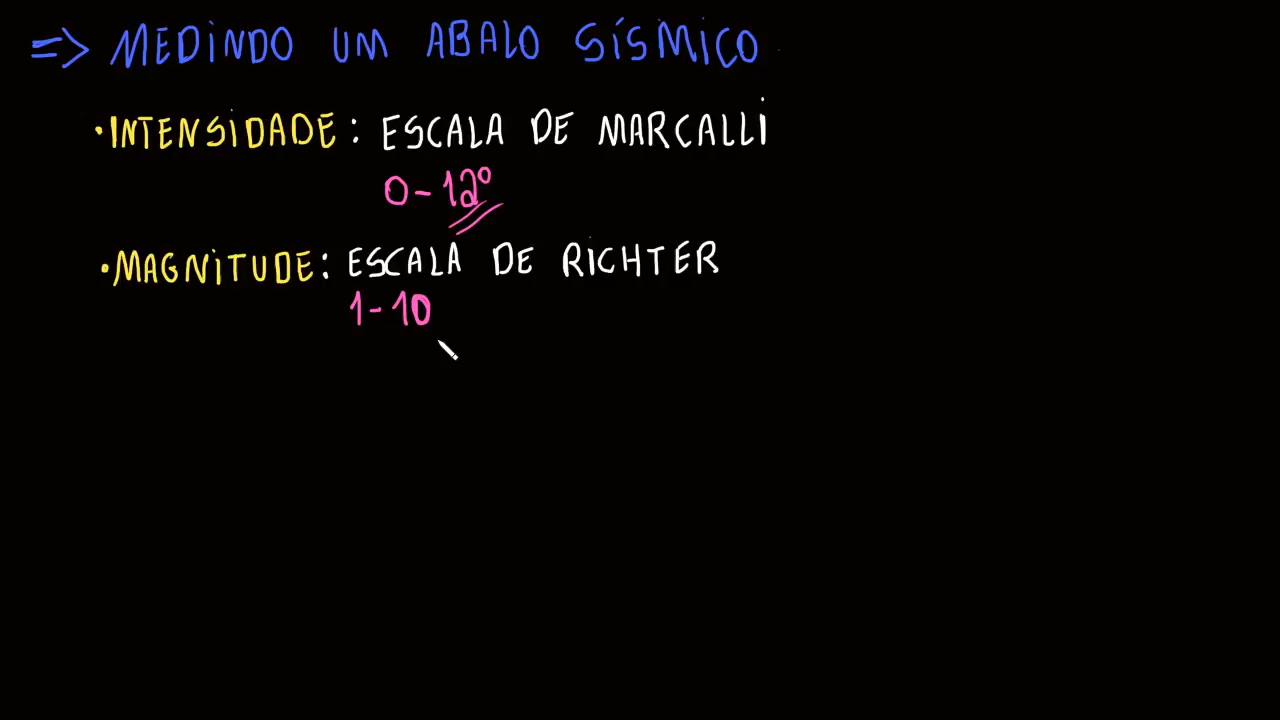 => MEDINDO UM ABALO SÍSMICO
• INTENSIDADE: ESCALA DE MARCALLI
0 - 12º
• MAGNITUDE: ESCALA DE RICHTER
1 - 10